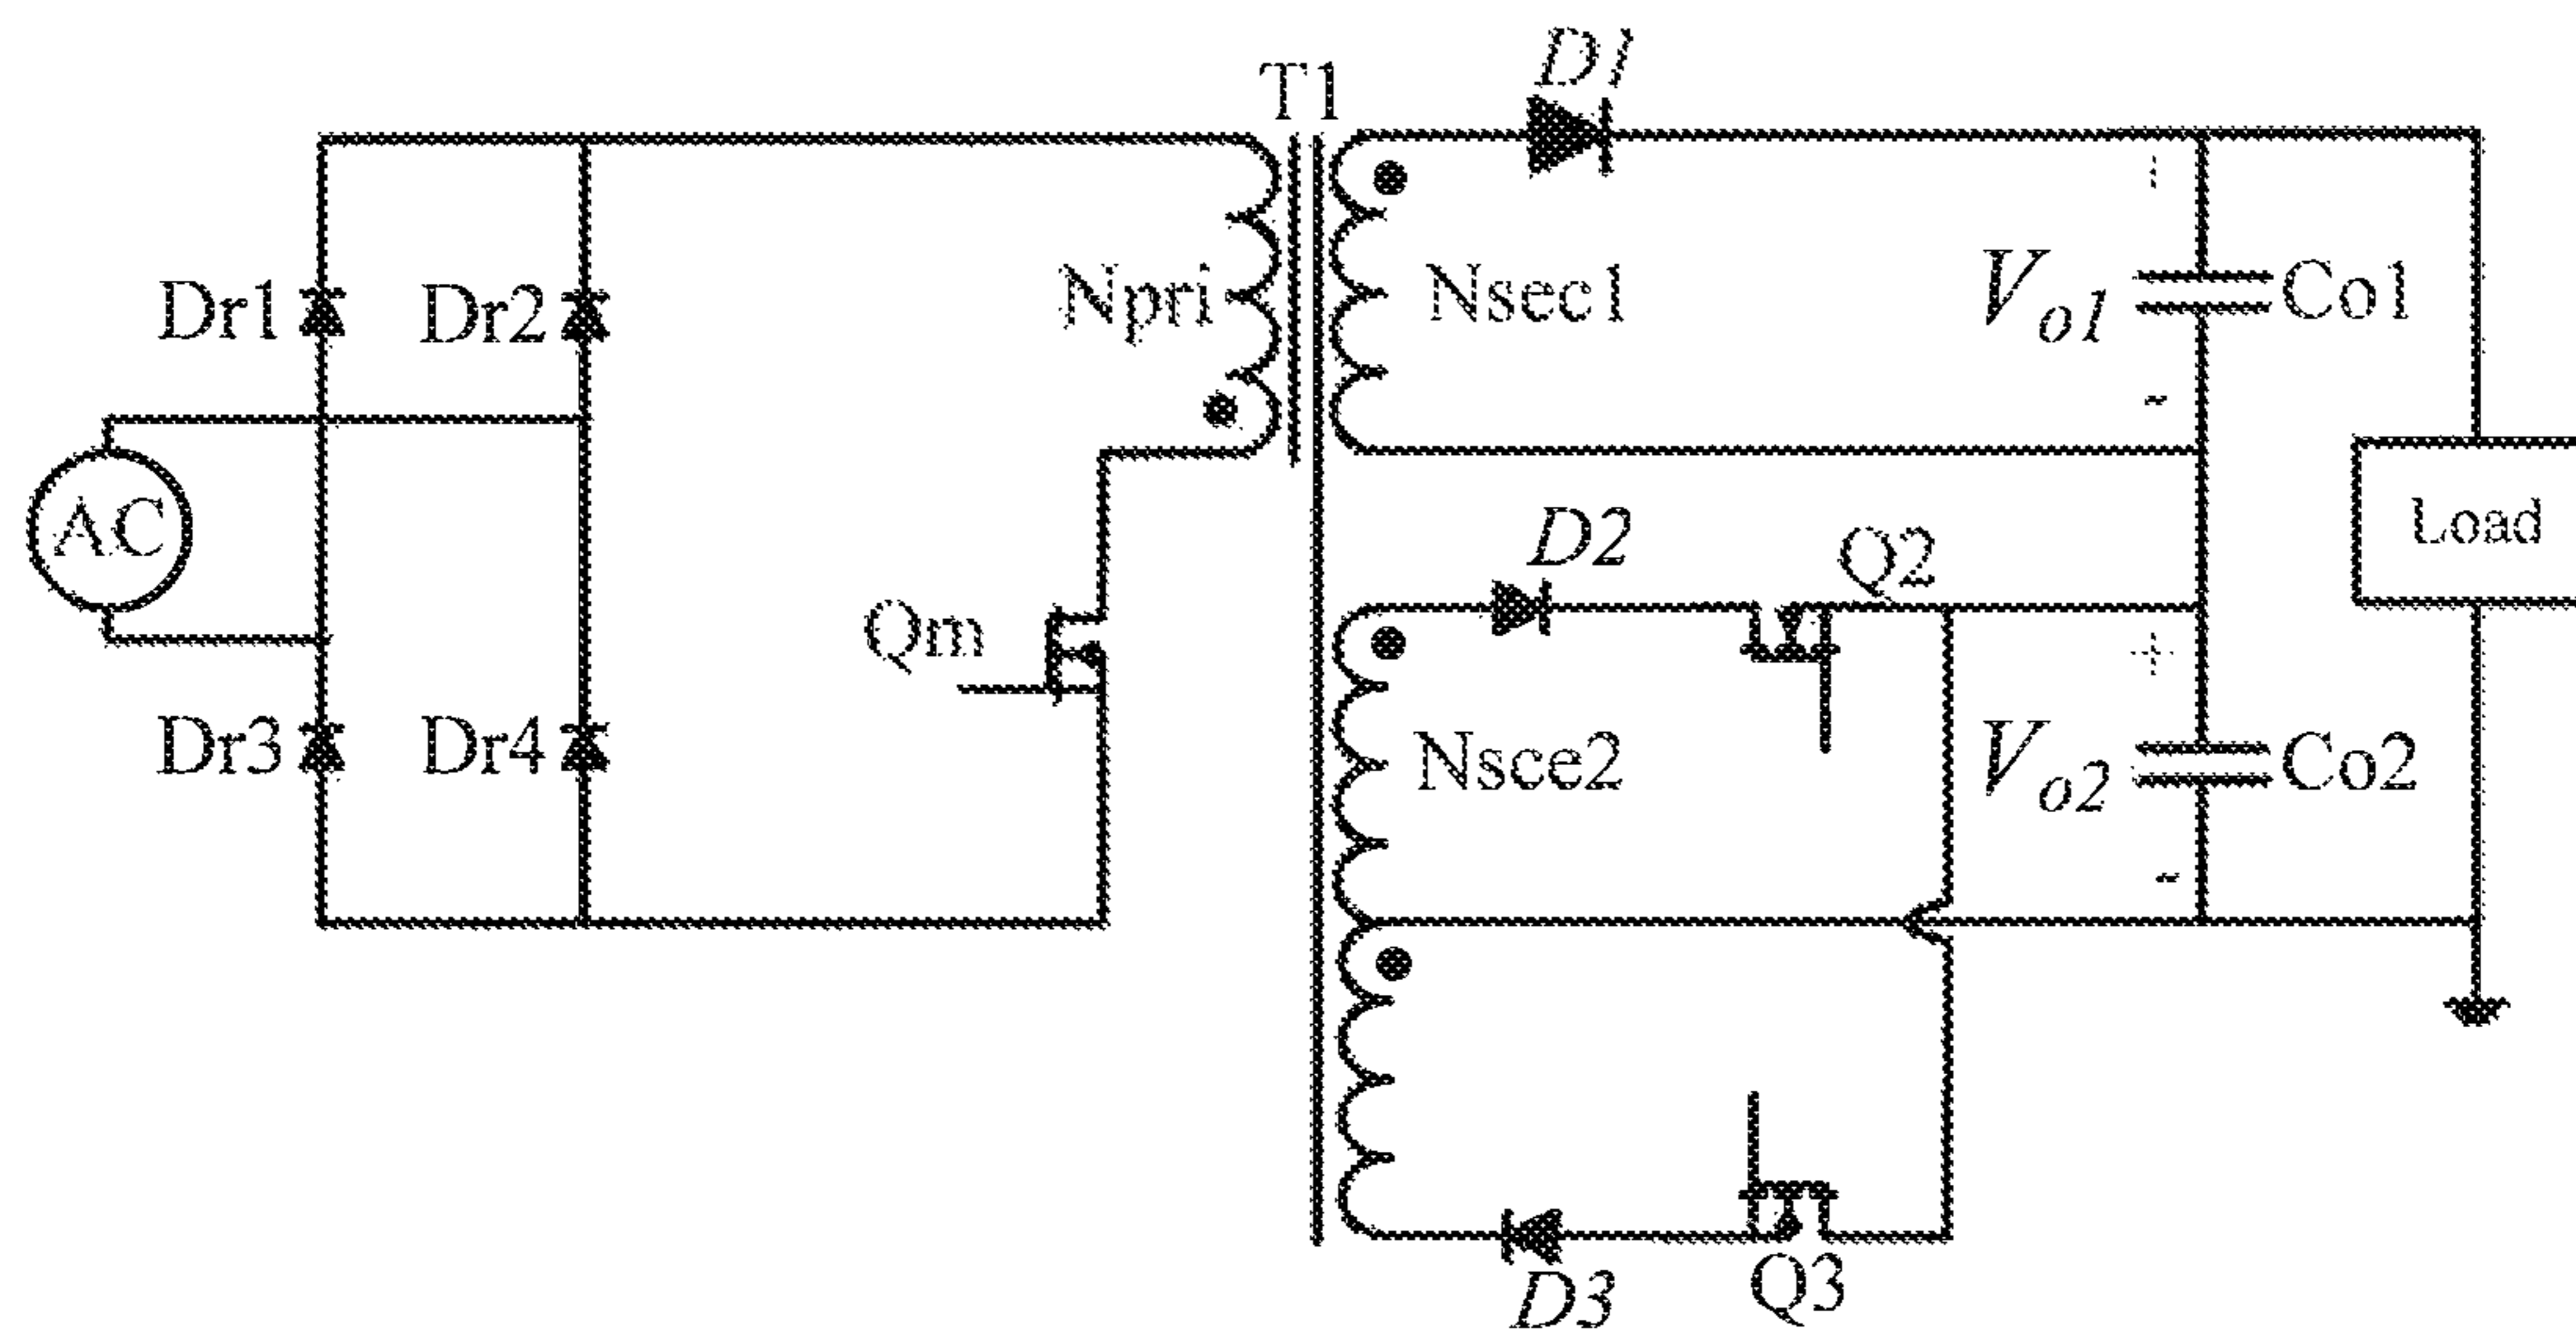 D1
T1
Dr1
Dr2
Npri
Nsec1
+
Vo1
Co1
-
AC
Load
D2
Q2
Qm
+
Dr3
Dr4
Nsce2
Vo2
Co2
-
Q3
D3